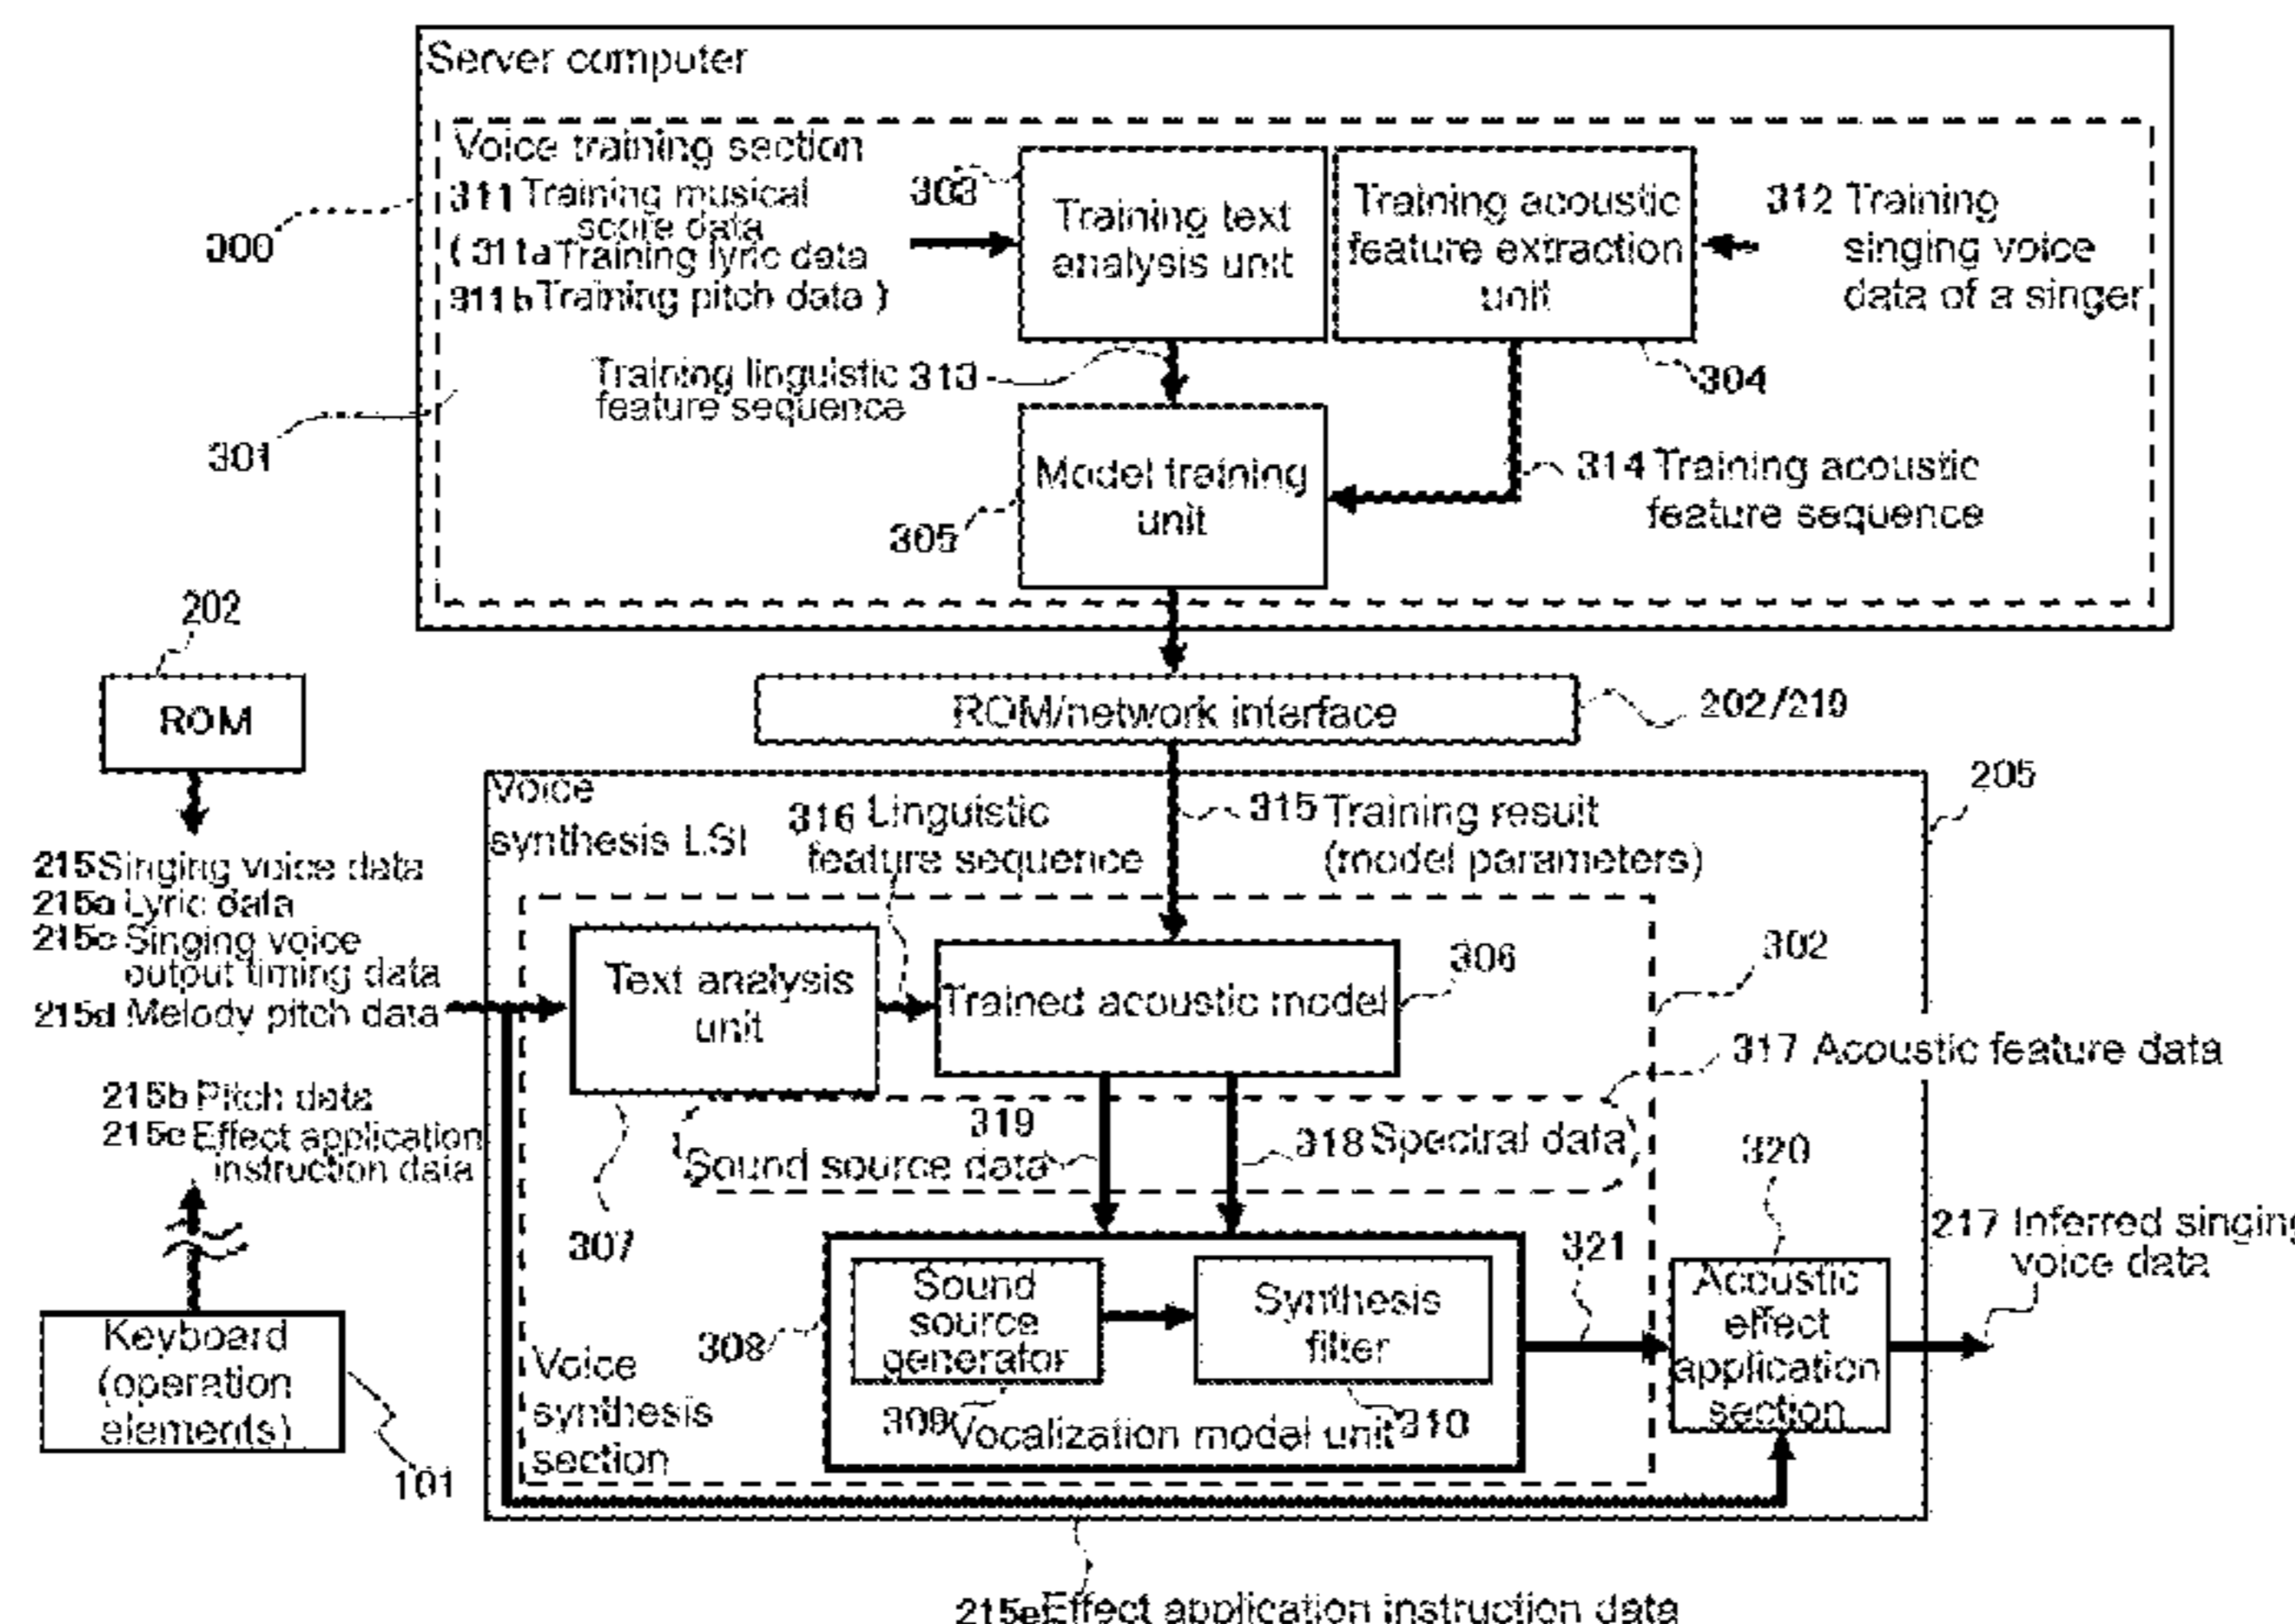 Server computer
Voice training section
311 Training musical
score data
( 311a Training lyric data
311b Training pitch data )
303
Training text
analysis unit
Training acoustic
feature extraction
unit
312 Training
singing voice
data of a singer
300
Training linguistic 313
feature sequence
304
301
Model training
unit
305
314 Training acoustic
feature sequence
202
ROM
ROM/network interface
202/219
205
Voice
synthesis LSI
316 Linguistic
feature sequence
315 Training result
(model parameters)
215 Singing voice data
215a Lyric data
215c Singing voice
output timing data
215d Melody pitch data
Text analysis
unit
Trained acoustic model
306
302
317 Acoustic feature data
215b Pitch data
215e Effect application
instruction data
319
Sound source data
318 Spectral data
320
307
321
217 Inferred singing
voice data
Keyboard
(operation
elements)
101
308
Sound
source
generator
Synthesis
filter
Acoustic
effect
application
section
Voice
synthesis
section
309
Vocalization model unit
310
215e Effect application instruction data